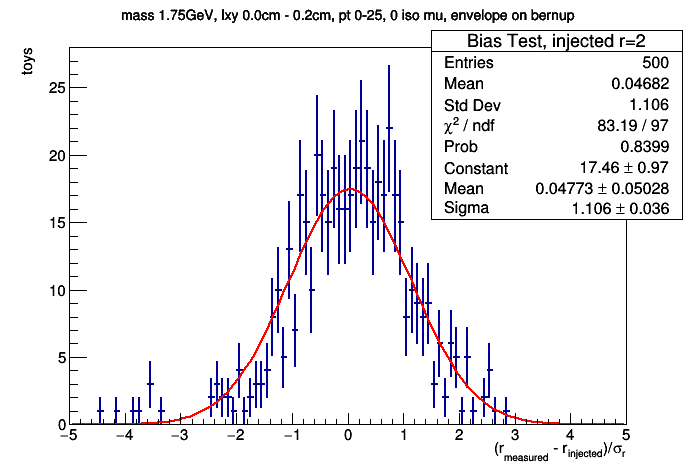 mass 1.75GeV, lxy 0.0cm - 0.2cm, pt 0-25, 0 iso mu, envelope on bernup
Bias Test, injected r=2
Entries 500
Mean 0.04682
Std Dev 1.106
χ² / ndf 83.19 / 97
Prob 0.8399
Constant 17.46 ± 0.97
Mean 0.04773 ± 0.05028
Sigma 1.106 ± 0.036
toys
25
20
15
10
5
0
−5 −4 −3 −2 −1 0 1 2 3 4 5
(r_measured - r_injected)/σ_r